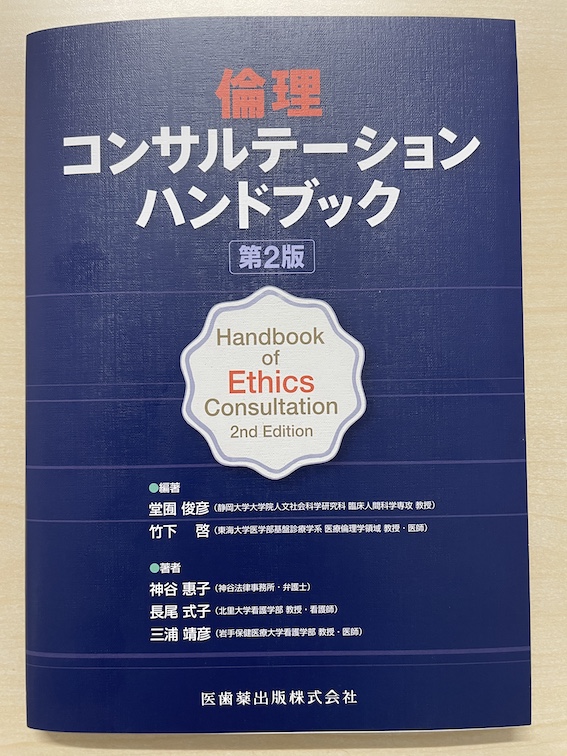 倫理
コンサルテーション
ハンドブック
第2版
Handbook
of
Ethics
Consultation
2nd Edition
●編著
堂囿 俊彦（静岡大学大学院人文社会科学研究科 臨床人間科学専攻 教授）
竹下 啓（東海大学医学部基盤診療学系 医療倫理学領域 教授・医師）
●著者
神谷 惠子（神谷法律事務所・弁護士）
長尾 式子（北里大学看護学部 教授・看護師）
三浦 靖彦（岩手保健医療大学看護学部 教授・医師）
医歯薬出版株式会社